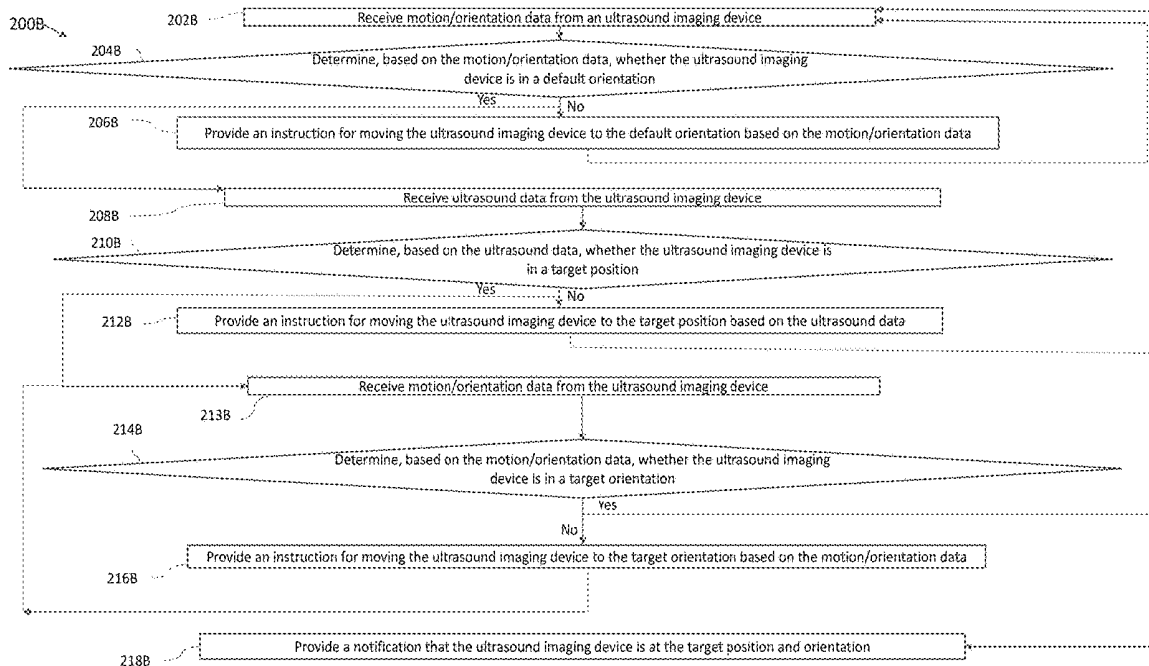 200B
202B
Receive motion/orientation data from an ultrasound imaging device
204B
Determine, based on the motion/orientation data, whether the ultrasound imaging
device is in a default orientation
Yes
No
206B
Provide an instruction for moving the ultrasound imaging device to the default orientation based on the motion/orientation data
Receive ultrasound data from the ultrasound imaging device
208B
210B
Determine, based on the ultrasound data, whether the ultrasound imaging device is
in a target position
Yes
No
212B
Provide an instruction for moving the ultrasound imaging device to the target position based on the ultrasound data
Receive motion/orientation data from the ultrasound imaging device
213B
214B
Determine, based on the motion/orientation data, whether the ultrasound imaging
device is in a target orientation
Yes
No
Provide an instruction for moving the ultrasound imaging device to the target orientation based on the motion/orientation data
216B
Provide a notification that the ultrasound imaging device is at the target position and orientation
218B